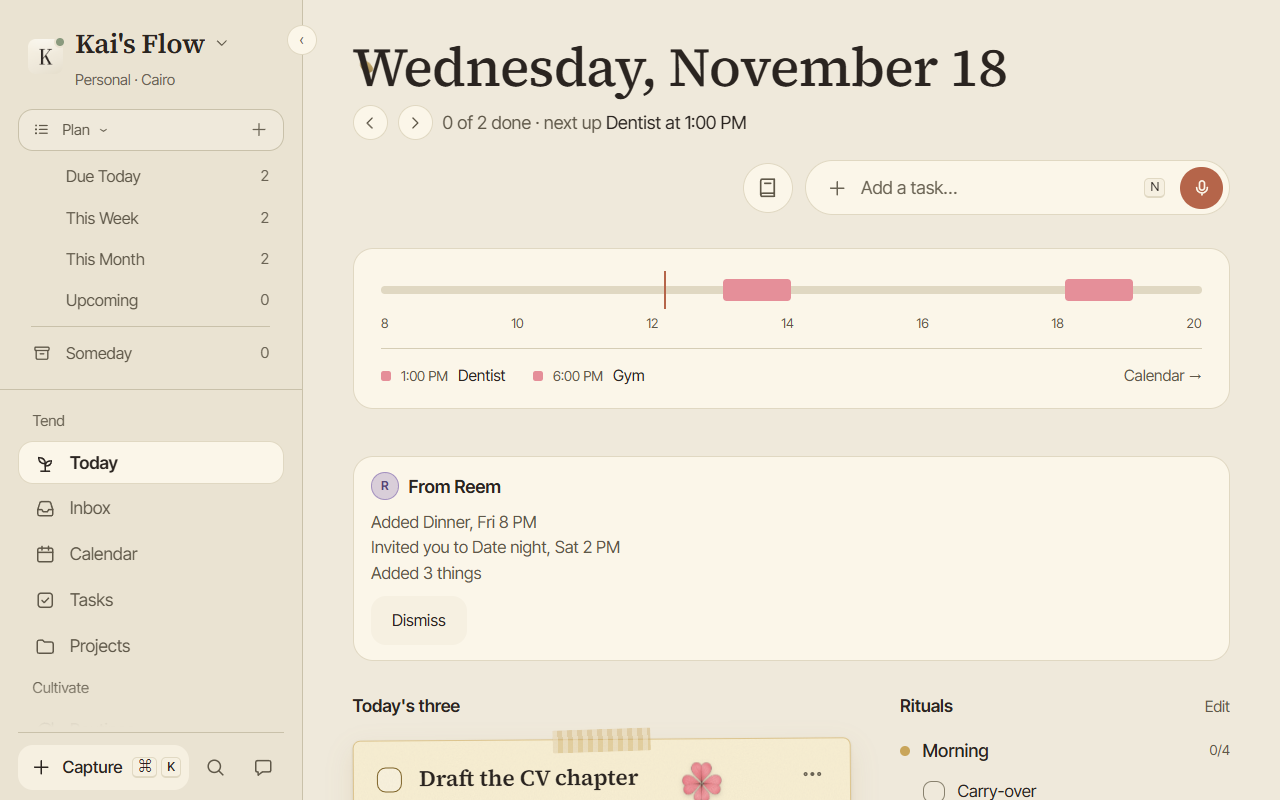 K
Kai's Flow
Personal · Cairo
Plan
Due Today 2
This Week 2
This Month 2
Upcoming 0
Someday 0
Tend
Today
Inbox
Calendar
Tasks
Projects
Cultivate
Capture ⌘ K
Wednesday, November 18
0 of 2 done · next up Dentist at 1:00 PM
Add a task... N
8 10 12 14 16 18 20
1:00 PM Dentist 6:00 PM Gym Calendar →
R From Reem
Added Dinner, Fri 8 PM
Invited you to Date night, Sat 2 PM
Added 3 things
Dismiss
Today's three
Draft the CV chapter
Rituals Edit
Morning 0/4
Carry-over